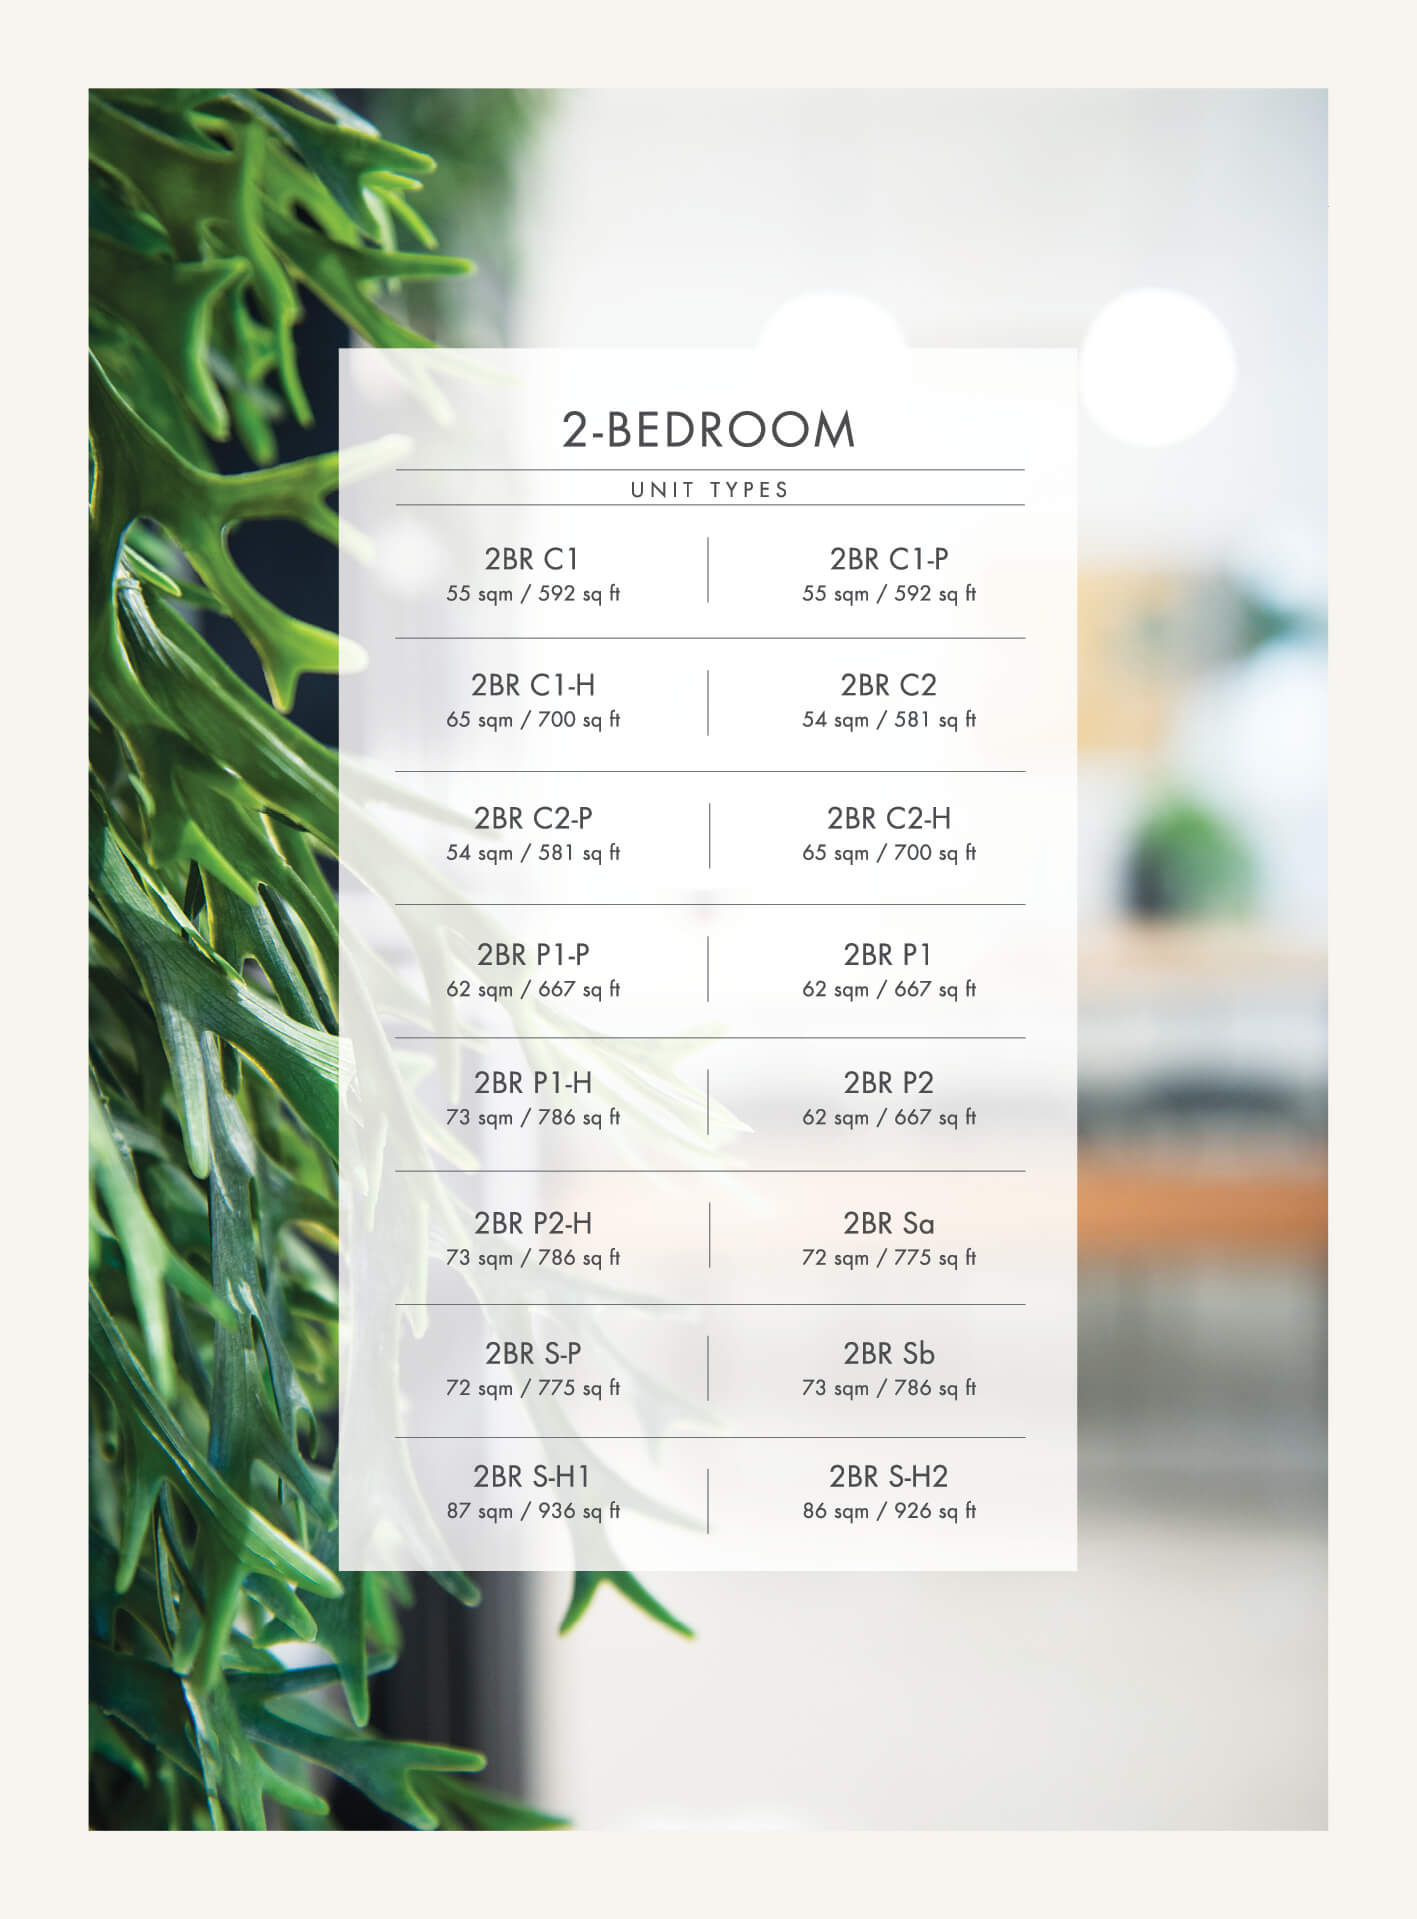 2-BEDROOM
UNIT TYPES
2BR C1
55 sqm / 592 sq ft
2BR C1-P
55 sqm / 592 sq ft
2BR C1-H
65 sqm / 700 sq ft
2BR C2
54 sqm / 581 sq ft
2BR C2-P
54 sqm / 581 sq ft
2BR C2-H
65 sqm / 700 sq ft
2BR P1-P
62 sqm / 667 sq ft
2BR P1
62 sqm / 667 sq ft
2BR P1-H
73 sqm / 786 sq ft
2BR P2
62 sqm / 667 sq ft
2BR P2-H
73 sqm / 786 sq ft
2BR Sa
72 sqm / 775 sq ft
2BR S-P
72 sqm / 775 sq ft
2BR Sb
73 sqm / 786 sq ft
2BR S-H1
87 sqm / 936 sq ft
2BR S-H2
86 sqm / 926 sq ft